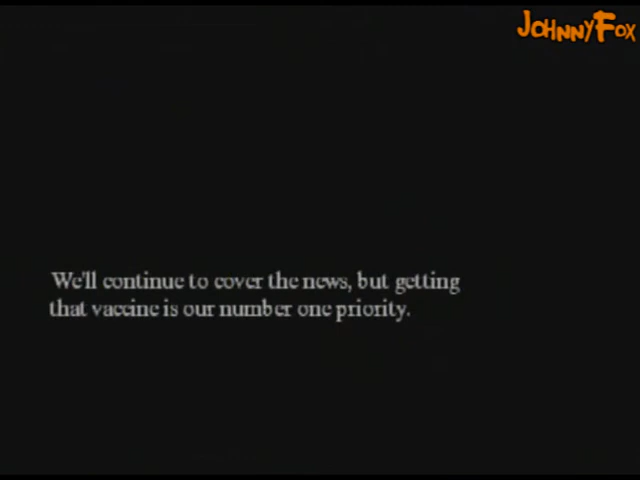 JOHNNYFOX
We'll continue to cover the news, but getting
that vaccine is our number one priority.